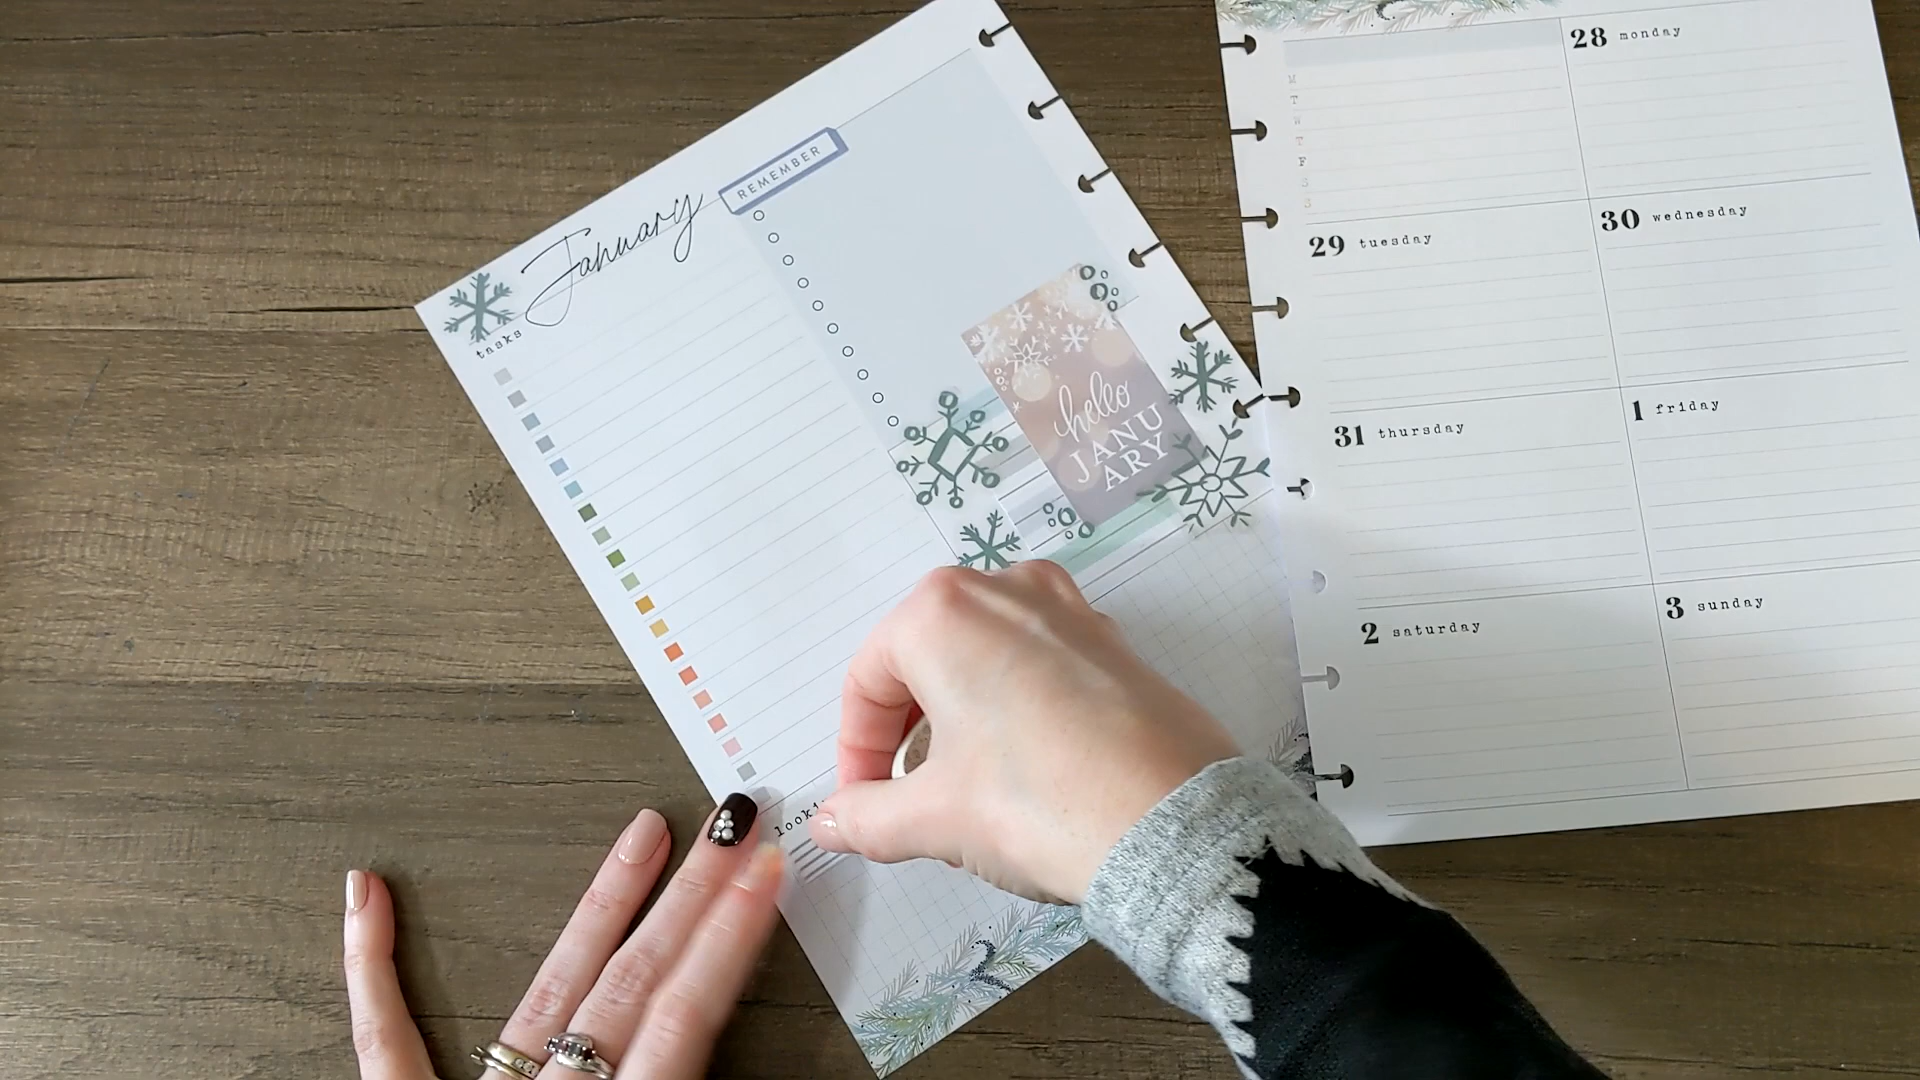 January
REMEMBER
tasks
hello
JANU
ARY
M
T
W
T
F
S
S
28 monday
29 tuesday
30 wednesday
31 thursday
1 friday
2 saturday
3 sunday